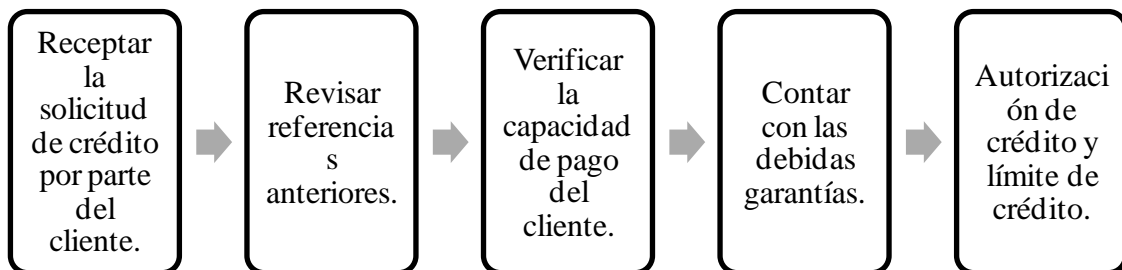 Receptar
la
solicitud
de crédito
por parte
del
cliente.
Revisar
referencia
s
anteriores.
Verificar
la
capacidad
de pago
del
cliente.
Contar
con las
debidas
garantías.
Autorizaci
ón de
crédito y
límite de
crédito.